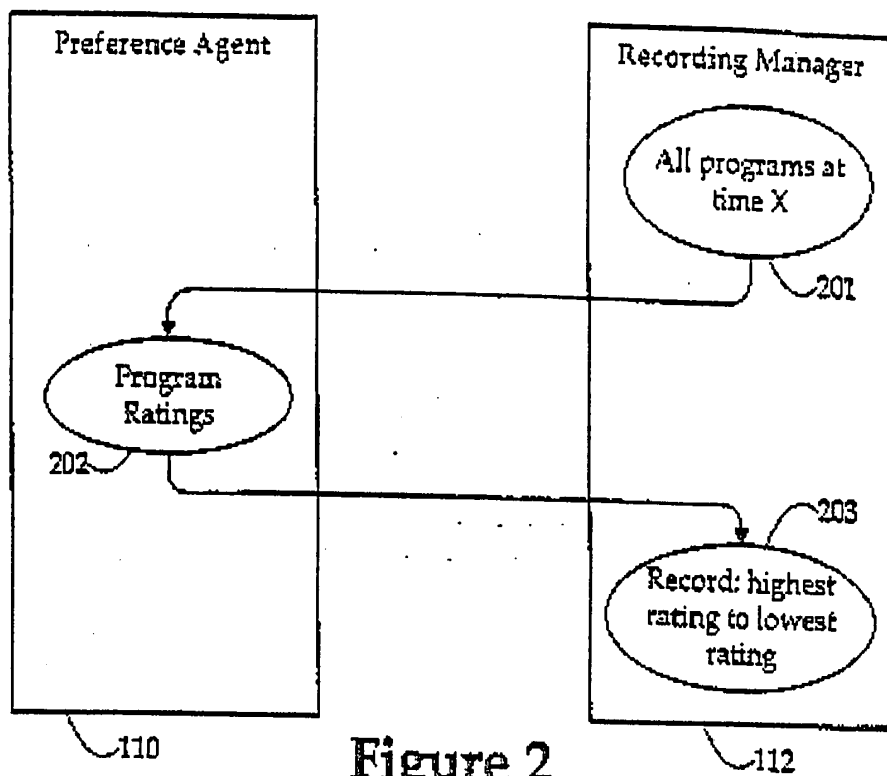 Preference Agent
Recording Manager
All programs at
time X
201
Program
Ratings
202
203
Record: highest
rating to lowest
rating
110
Figure 2
112